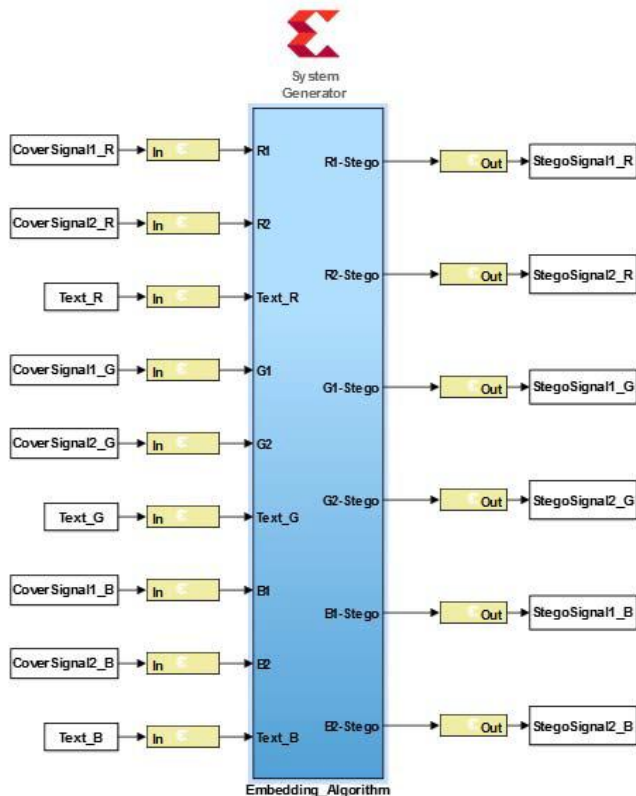 System
Generator
CoverSignal1_R
In
R1
CoverSignal2_R
In
R2
Text_R
In
Text_R
CoverSignal1_G
In
G1
CoverSignal2_G
In
G2
Text_G
In
Text_G
CoverSignal1_B
In
B1
CoverSignal2_B
In
B2
Text_B
In
Text_B
R1-Stego
Out
StegoSignal1_R
R2-Stego
Out
StegoSignal2_R
G1-Stego
Out
StegoSignal1_G
G2-Stego
Out
StegoSignal2_G
B1-Stego
Out
StegoSignal1_B
B2-Stego
Out
StegoSignal2_B
Embedding_Algorithm